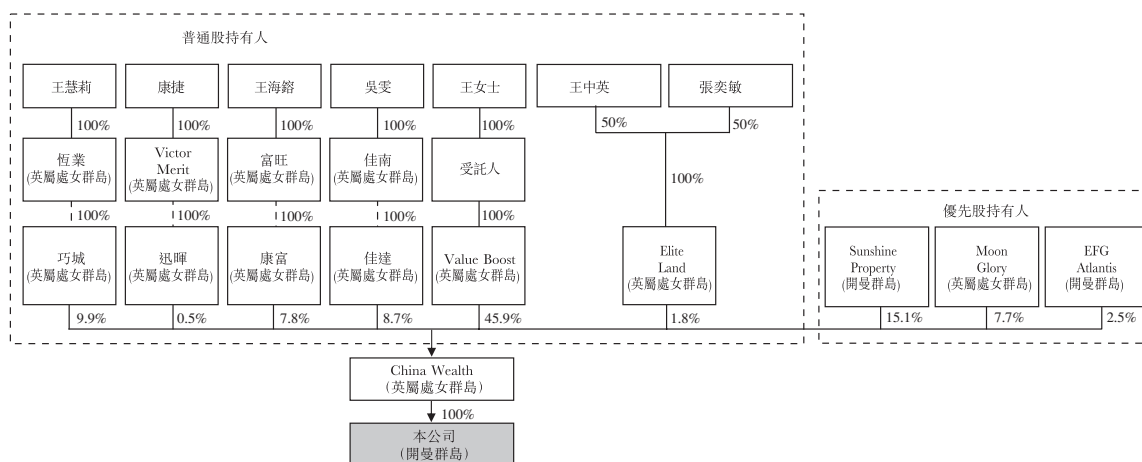 普通股持有人
王慧莉
康捷
王海鎔
吳雯
王女士
王中英
張奕敏
100%
100%
100%
100%
100%
50%
50%
恆業
(英屬處女群島)
Victor
Merit
(英屬處女群島)
富旺
(英屬處女群島)
佳南
(英屬處女群島)
受託人
100%
100%
100%
100%
100%
100%
優先股持有人
巧城
(英屬處女群島)
迅暉
(英屬處女群島)
康富
(英屬處女群島)
佳達
(英屬處女群島)
Value Boost
(英屬處女群島)
Elite
Land
(英屬處女群島)
Sunshine
Property
(開曼群島)
Moon
Glory
(英屬處女群島)
EFG
Atlantis
(開曼群島)
9.9%
0.5%
7.8%
8.7%
45.9%
1.8%
15.1%
7.7%
2.5%
China Wealth
(英屬處女群島)
100%
本公司
(開曼群島)